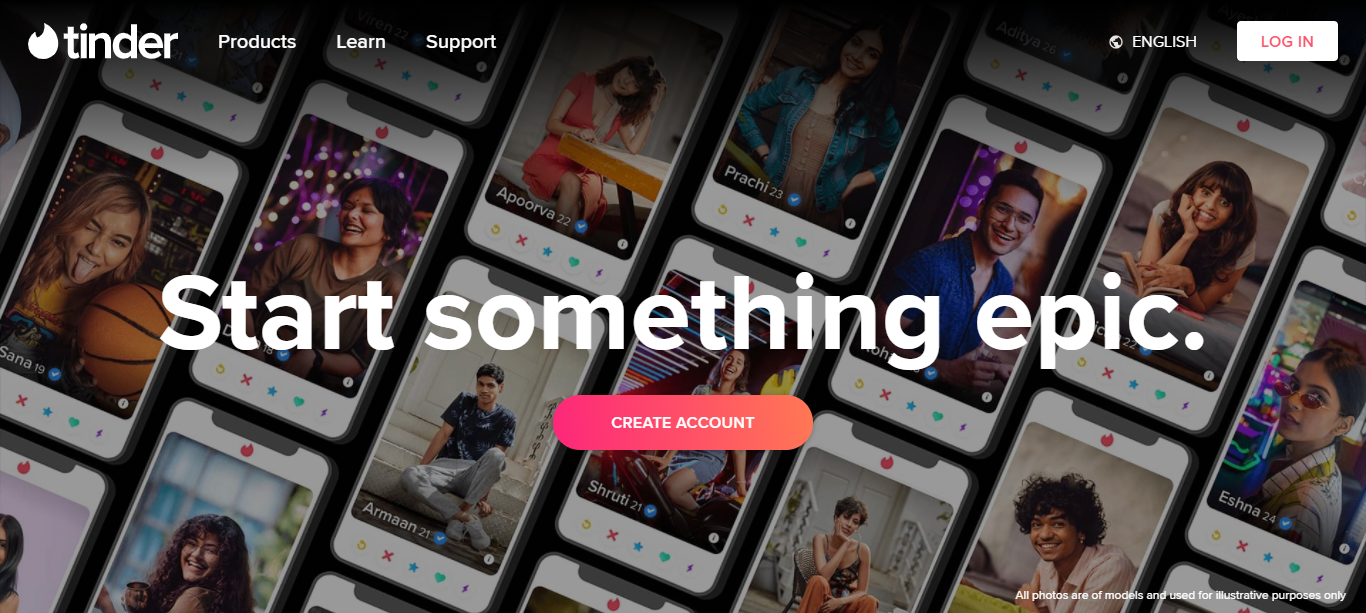 tinder
Products
Learn
Support
ENGLISH
LOG IN
Viren 22
Aditya 26
Apoorva 22
Prachi 23
Start something epic.
Sana 19
18
22
CREATE ACCOUNT
Armaan 21
Shruti 21
Eshna 24
All photos are of models and used for illustrative purposes only